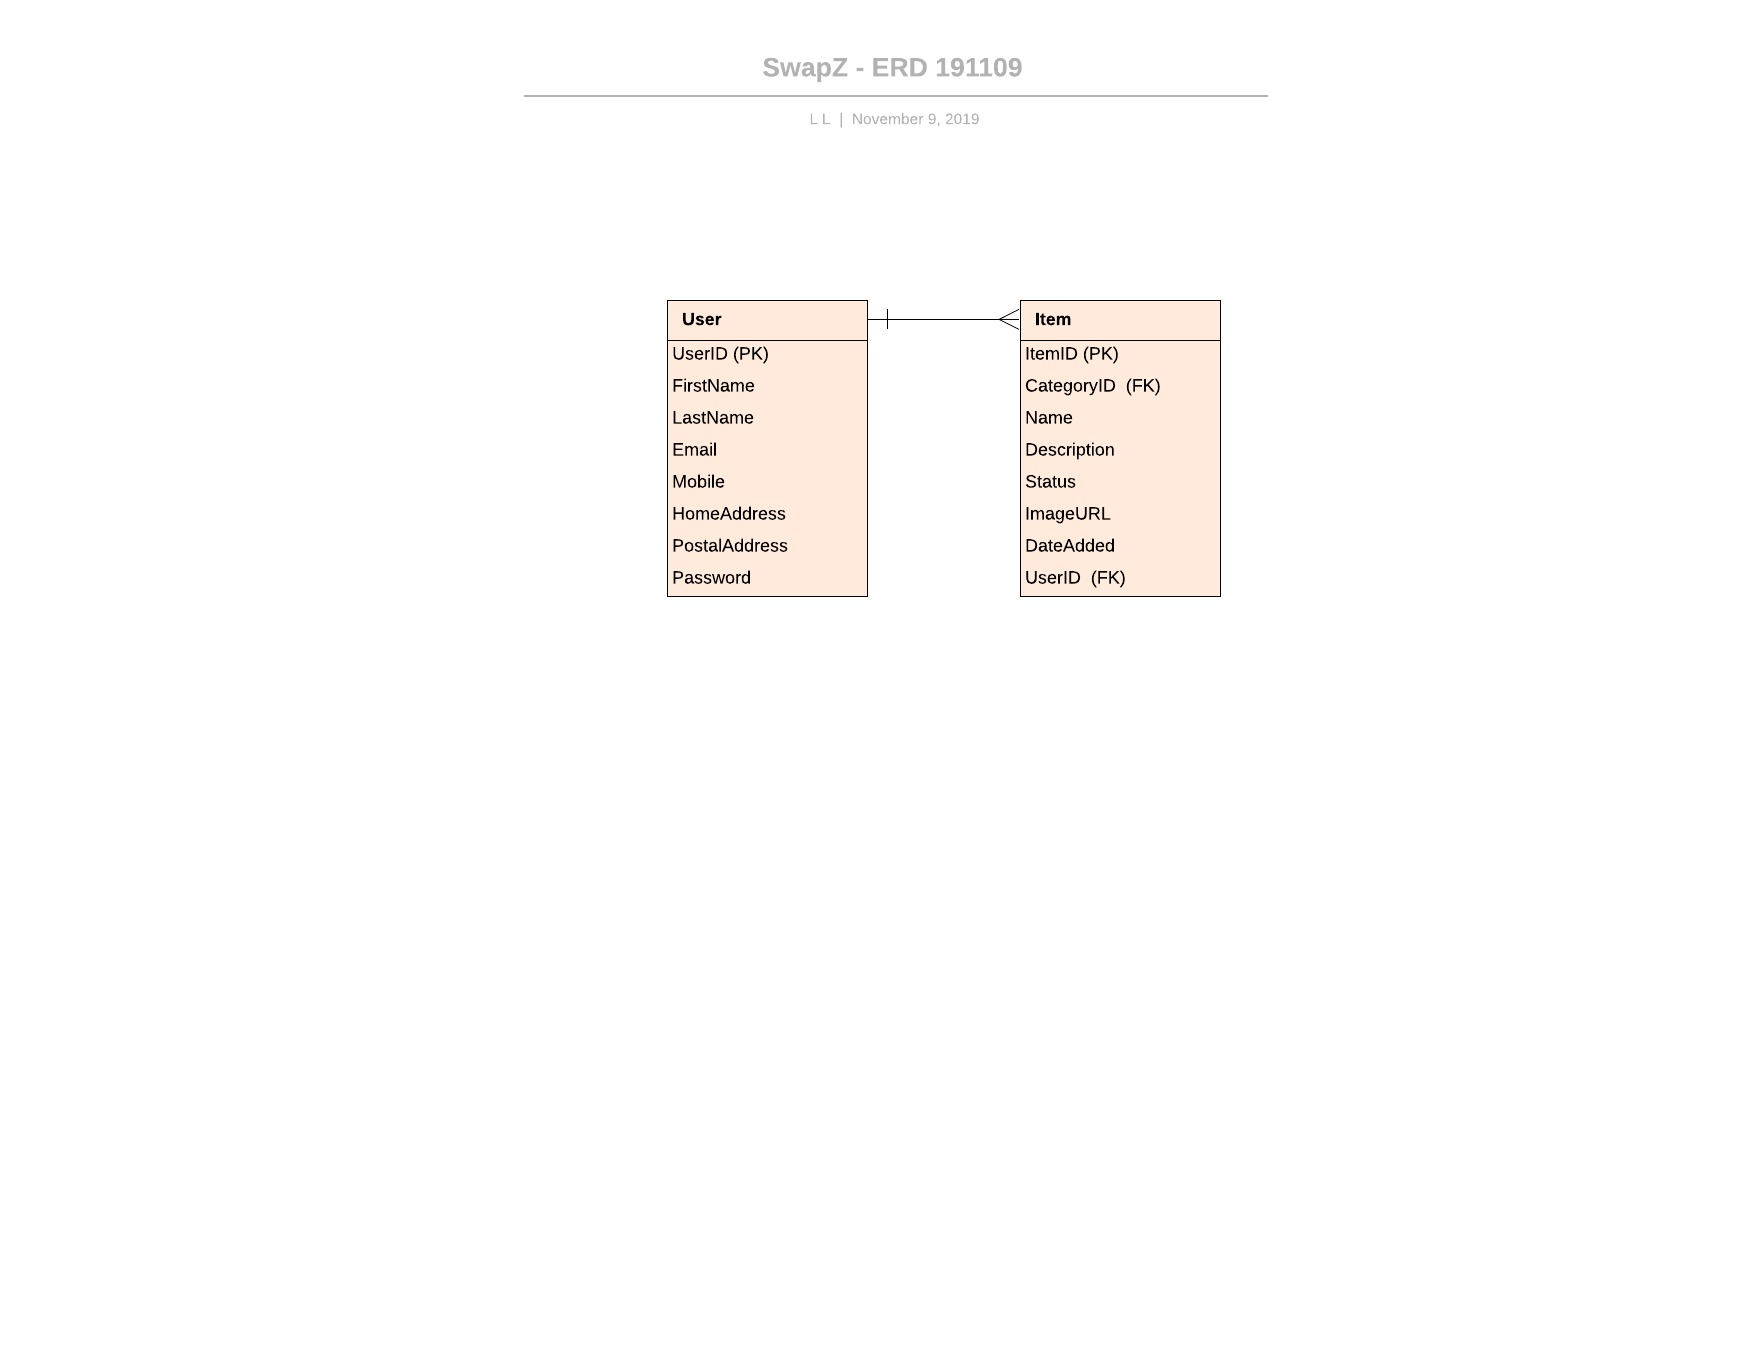 SwapZ - ERD 191109
L L | November 9, 2019
User
UserID (PK)
FirstName
LastName
Email
Mobile
HomeAddress
PostalAddress
Password
Item
ItemID (PK)
CategoryID (FK)
Name
Description
Status
ImageURL
DateAdded
UserID (FK)